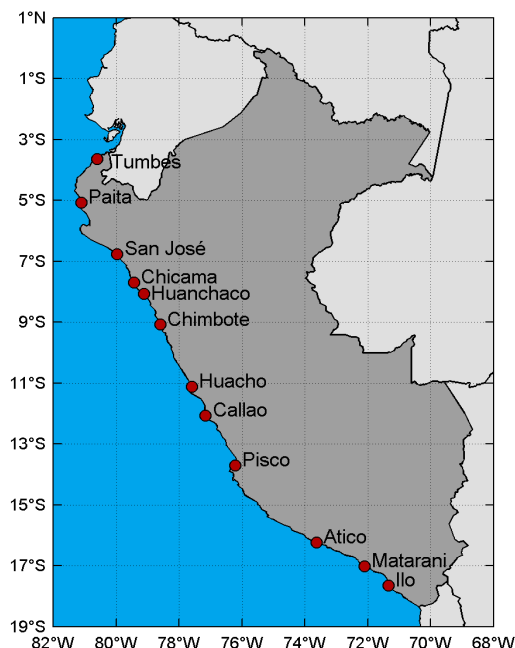 1°N
1°S
3°S
Tumbes
5°S
Paita
San José
7°S
Chicama
Huanchaco
Chimbote
9°S
Huacho
11°S
Callao
13°S
Pisco
15°S
Atico
17°S
Matarani
Ilo
19°S
82°W 80°W 78°W 76°W 74°W 72°W 70°W 68°W